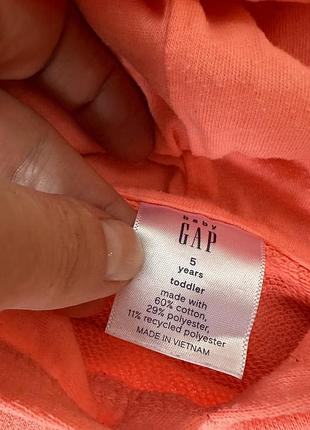 baby
GAP
5
years
toddler
made with
60% cotton,
29% polyester,
11% recycled polyester
MADE IN VIETNAM